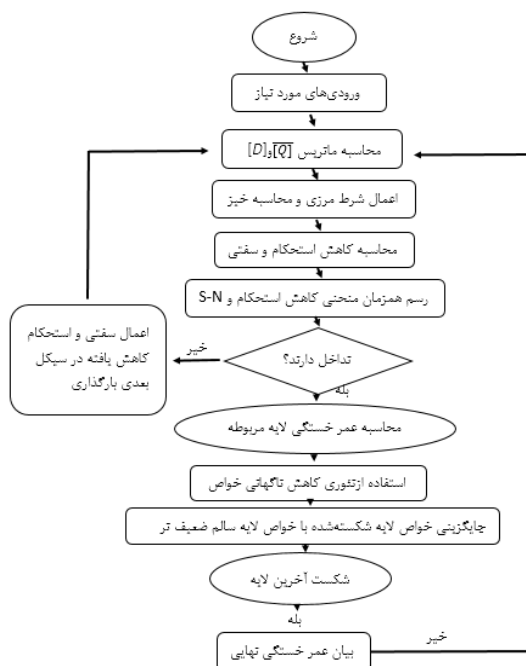 شروع
ورودی‌های مورد نیاز
محاسبه ماتریس [Q̅]و[D]
اعمال شرط مرزی و محاسبه خیز
محاسبه کاهش استحکام و سفتی
رسم همزمان منحنی کاهش استحکام و S-N
تداخل دارند؟
خیر
اعمال سفتی و استحکام
کاهش یافته در سیکل
بعدی بارگذاری
بله
محاسبه عمر خستگی لایه مربوطه
استفاده ازتئوری کاهش ناگهانی خواص
جایگزینی خواص لایه شکسته‌شده با خواص لایه سالم ضعیف تر
شکست آخرین لایه
بله
خیر
بیان عمر خستگی نهایی